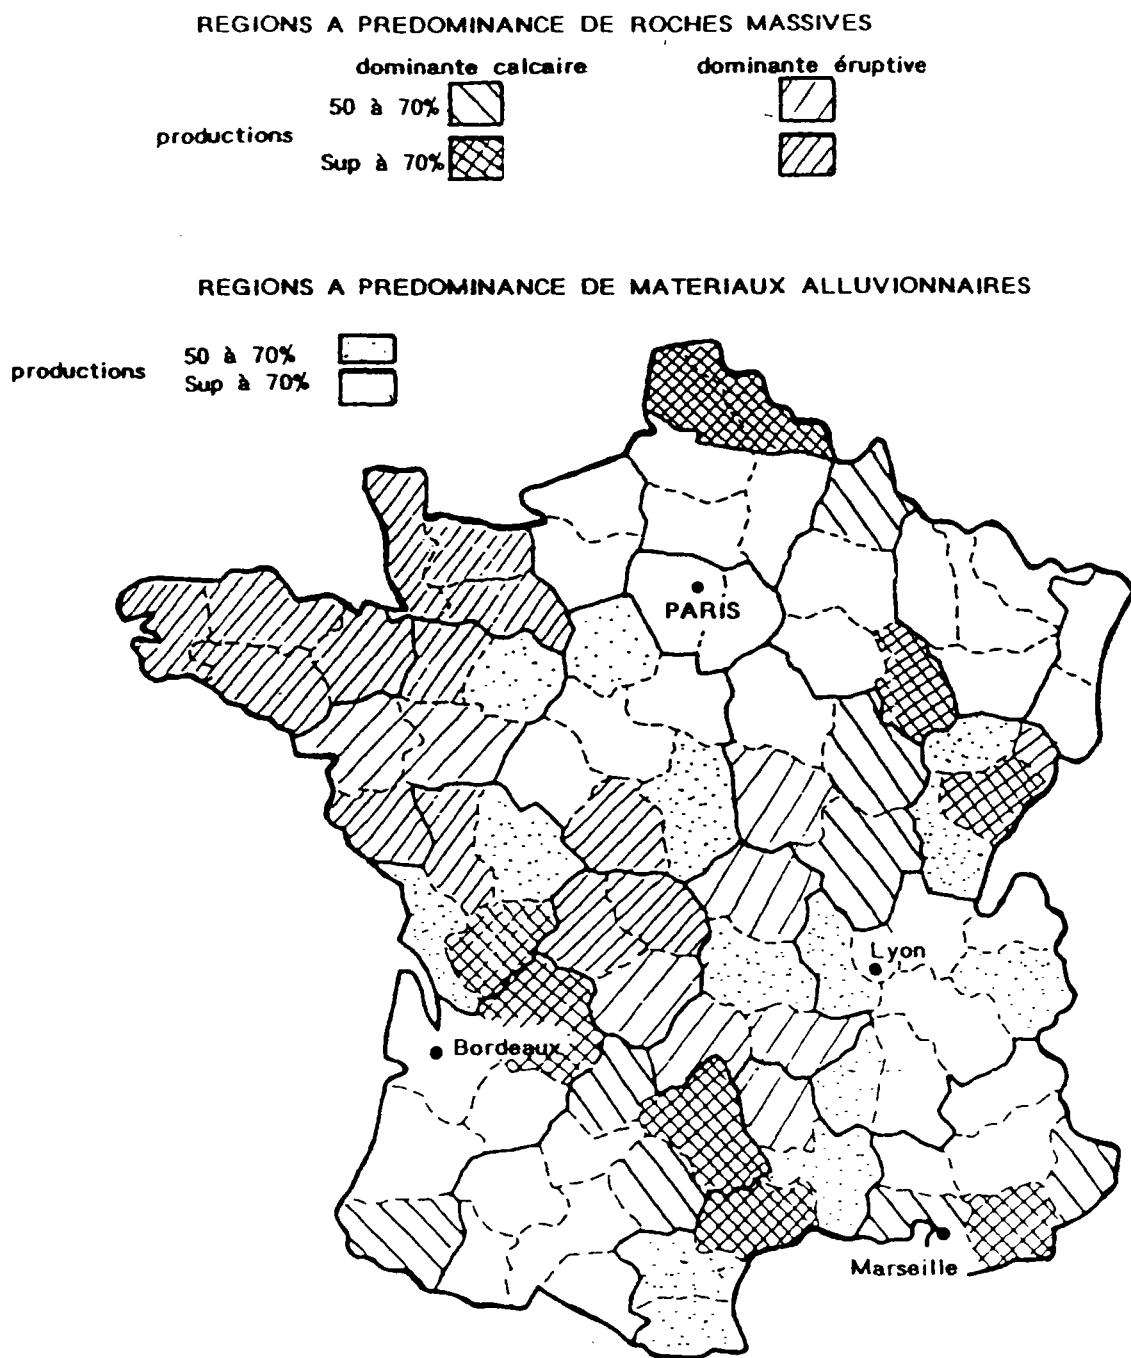 REGIONS A PREDOMINANCE DE ROCHES MASSIVES
dominante calcaire dominante éruptive
50 à 70%
productions
Sup à 70%
REGIONS A PREDOMINANCE DE MATERIAUX ALLUVIONNAIRES
productions 50 à 70%
Sup à 70%
PARIS
Lyon
Bordeaux
Marseille